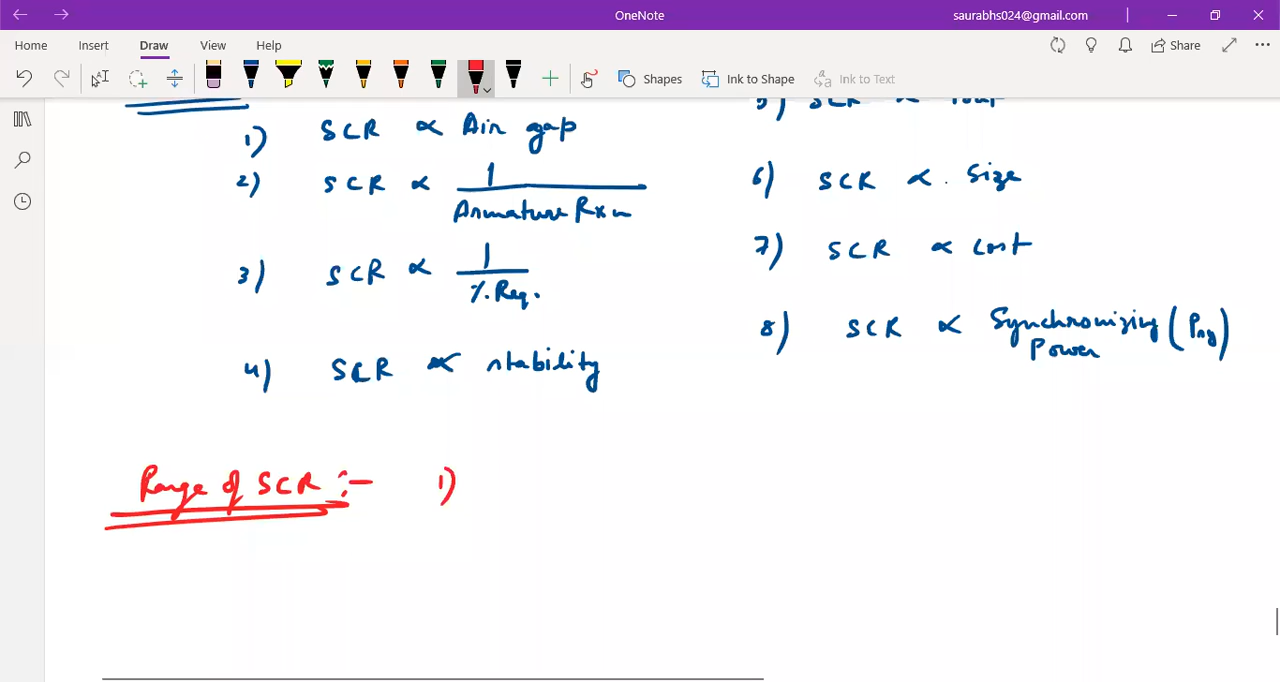 OneNote
saurabhs024@gmail.com
Home Insert Draw View Help
Share
Shapes
Ink to Shape
Ink to Text
1) SCR ∝ Air gap
2) SCR ∝ 1
Armature Rxn
3) SCR ∝ 1
%.Reg.
4) SCR ∝ stability
5) SCR ∝
6) SCR ∝ . Size
7) SCR ∝ cost
8) SCR ∝ Synchronizing
Power
Range of SCR :- 1)